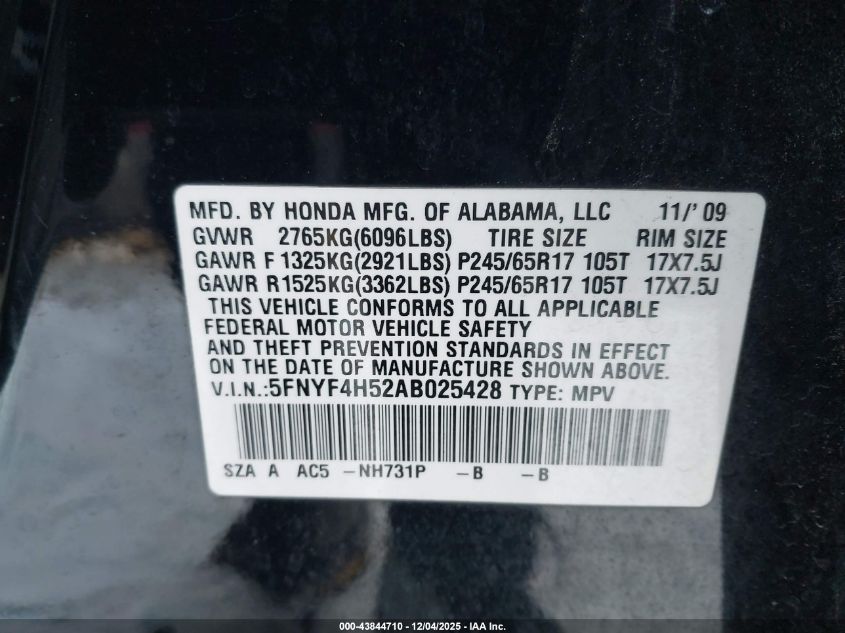 MFD. BY HONDA MFG. OF ALABAMA, LLC 11/'09
GVWR 2765KG(6096LBS) TIRE SIZE RIM SIZE
GAWR F 1325KG(2921LBS) P245/65R17 105T 17X7.5J
GAWR R1525KG(3362LBS) P245/65R17 105T 17X7.5J
THIS VEHICLE CONFORMS TO ALL APPLICABLE
FEDERAL MOTOR VEHICLE SAFETY
AND THEFT PREVENTION STANDARDS IN EFFECT
ON THE DATE OF MANUFACTURE SHOWN ABOVE.
V.I.N.:5FNYF4H52AB025428 TYPE: MPV
SZA A AC5 -NH731P -B -B
000-43844710 - 12/04/2025 - IAA Inc.